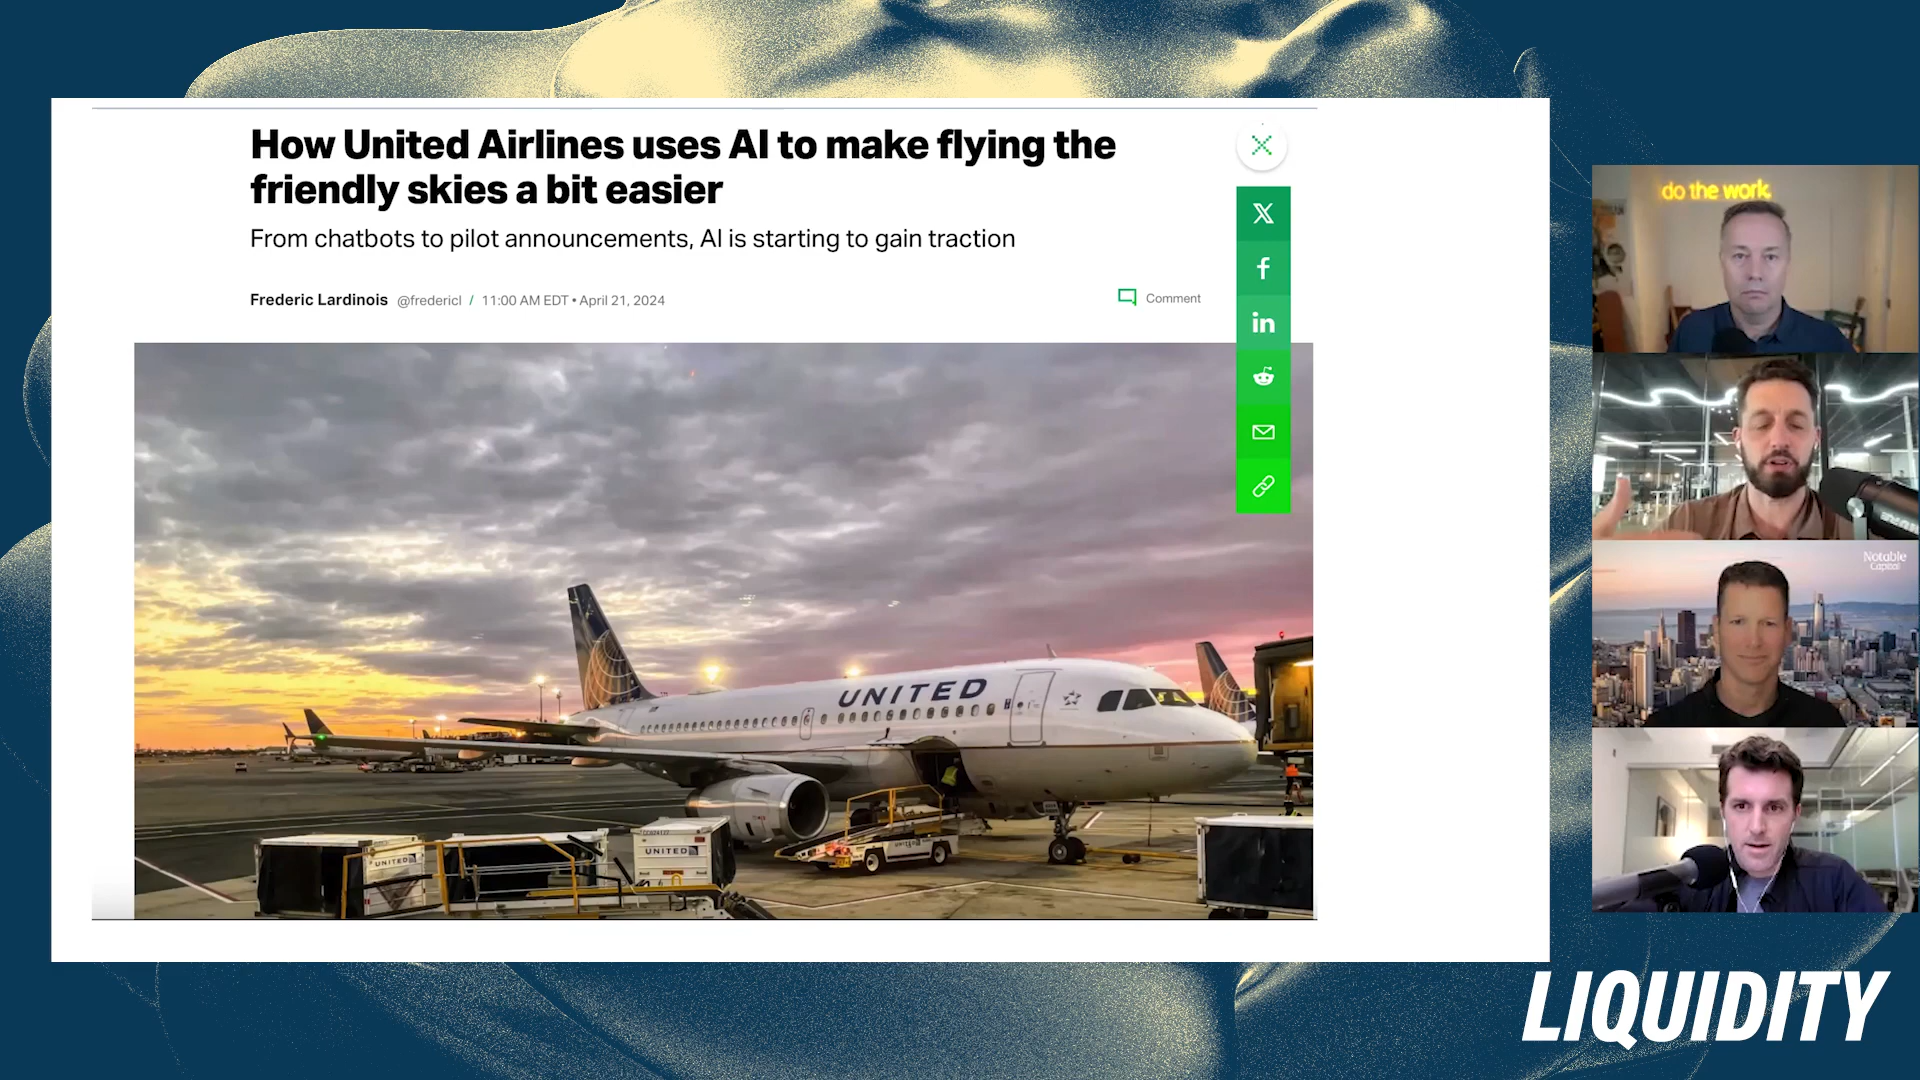 How United Airlines uses AI to make flying the
friendly skies a bit easier
From chatbots to pilot announcements, AI is starting to gain traction
Frederic Lardinois @fredericl / 11:00 AM EDT • April 21, 2024
Comment
X
f
in
UNITED
UNITED
UNITED
do the work.
Notable
Capital
LIQUIDITY